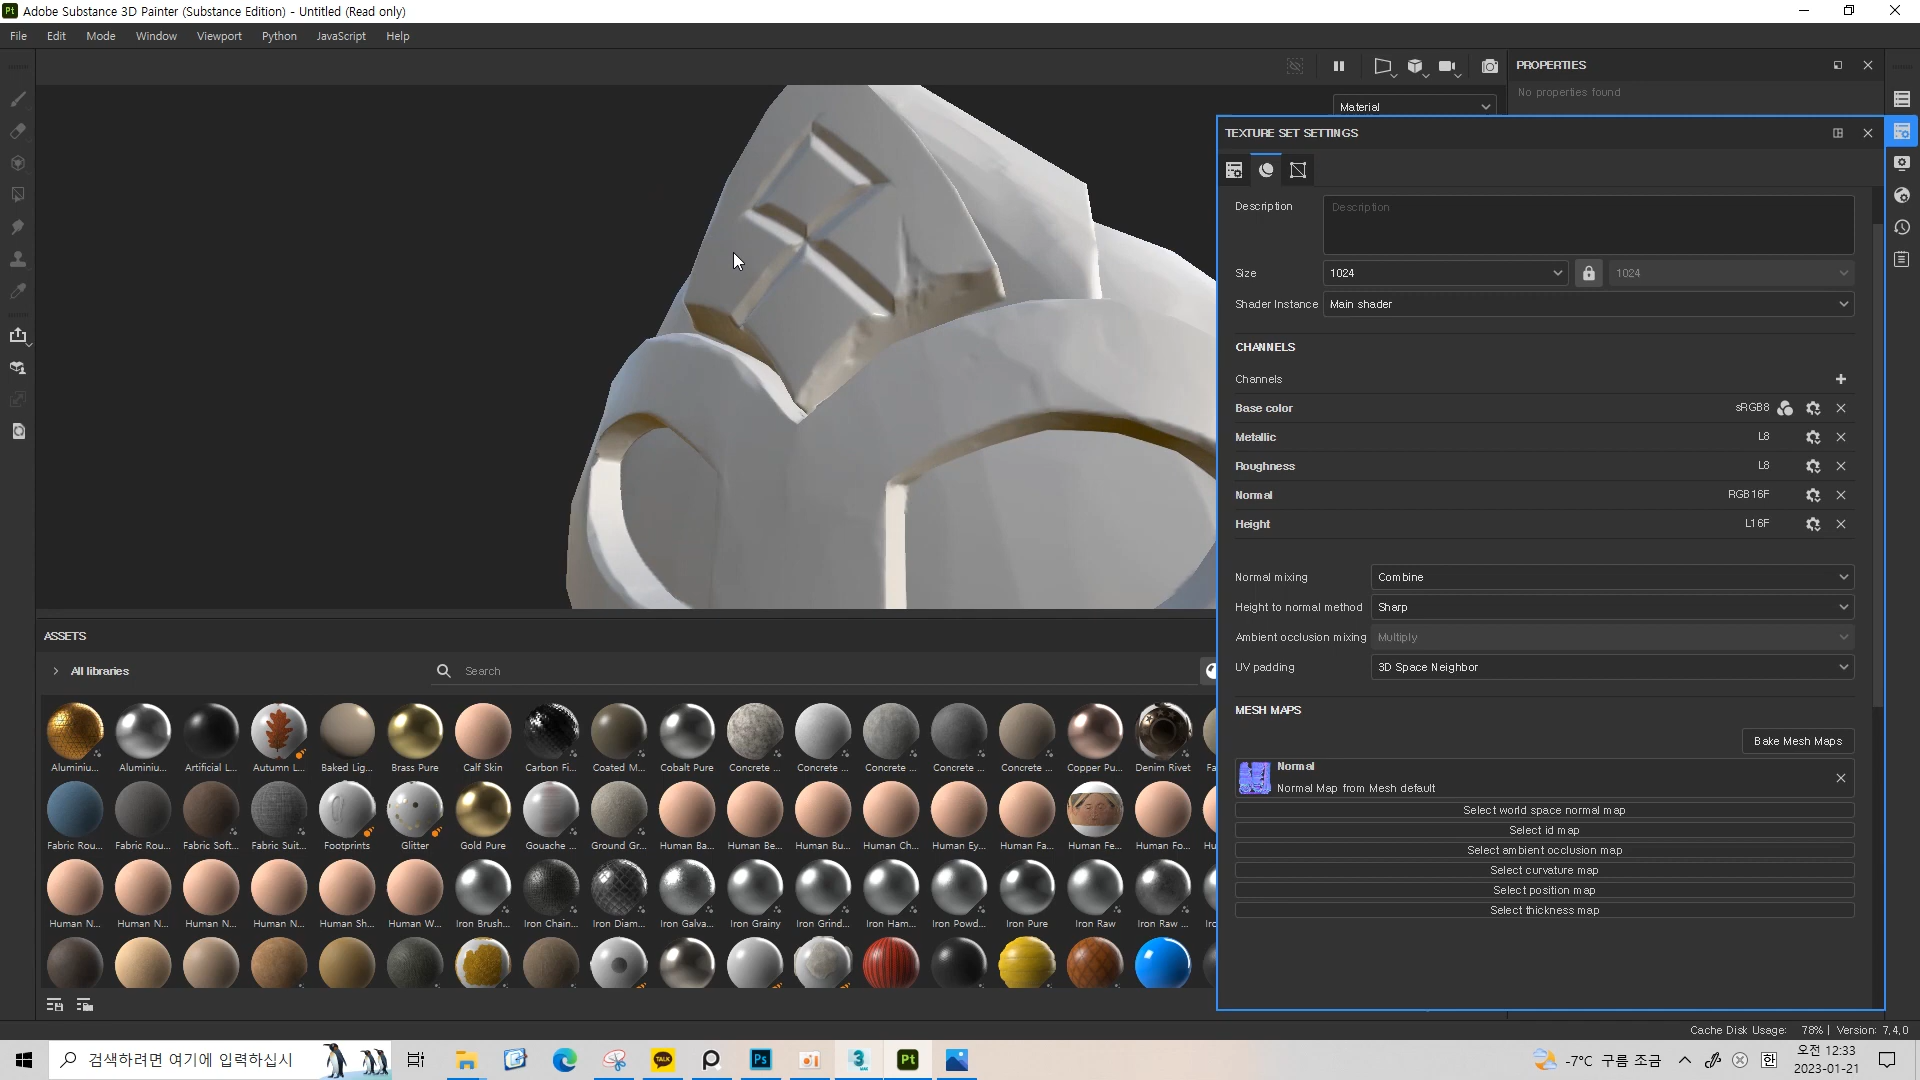 Adobe Substance 3D Painter (Substance Edition) - Untitled (Read only)
File Edit Mode Window Viewport Python JavaScript Help
Material
PROPERTIES
No properties found
TEXTURE SET SETTINGS
Description Description
Size 1024 1024
Shader Instance Main shader
CHANNELS
Channels
Base color sRGB8
Metallic L8
Roughness L8
Normal RGB16F
Height L16F
Normal mixing Combine
Height to normal method Sharp
Ambient occlusion mixing Multiply
UV padding 3D Space Neighbor
MESH MAPS
Bake Mesh Maps
Normal
Normal Map from Mesh default
Select world space normal map
Select id map
Select ambient occlusion map
Select curvature map
Select position map
Select thickness map
ASSETS
All libraries Search
Aluminiu... Aluminiu... Artificial L... Autumn L... Baked Lig... Brass Pure Calf Skin Carbon Fi... Coated M... Cobalt Pure Concrete ... Concrete ... Concrete ... Concrete ... Concrete ... Copper Pu... Denim Rivet Fa
Fabric Rou... Fabric Rou... Fabric Soft... Fabric Suit... Footprints Glitter Gold Pure Gouache ... Ground Gr... Human Ba... Human Be... Human Bu... Human Ch... Human Ey... Human Fa... Human Fe... Human Fo... Hu
Human N... Human N... Human N... Human N... Human Sh... Human W... Iron Brush... Iron Chain... Iron Diam... Iron Galva... Iron Grainy Iron Grind... Iron Ham... Iron Powd... Iron Pure Iron Raw Iron Raw ... Iro
Cache Disk Usage: 78% | Version: 7,4,0
검색하려면 여기에 입력하십시 TALK Ps 3 Pt -7°C 구름 조금 한 오전 12:33
2023-01-21